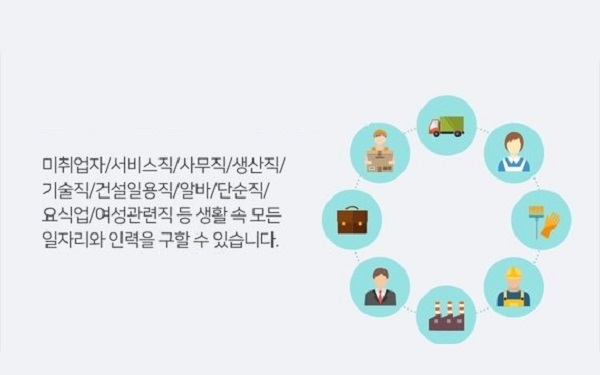 미취업자/서비스직/사무직/생산직/
기술직/건설일용직/알바/단순직/
요식업/여성관련직 등 생활 속 모든
일자리와 인력을 구할 수 있습니다.